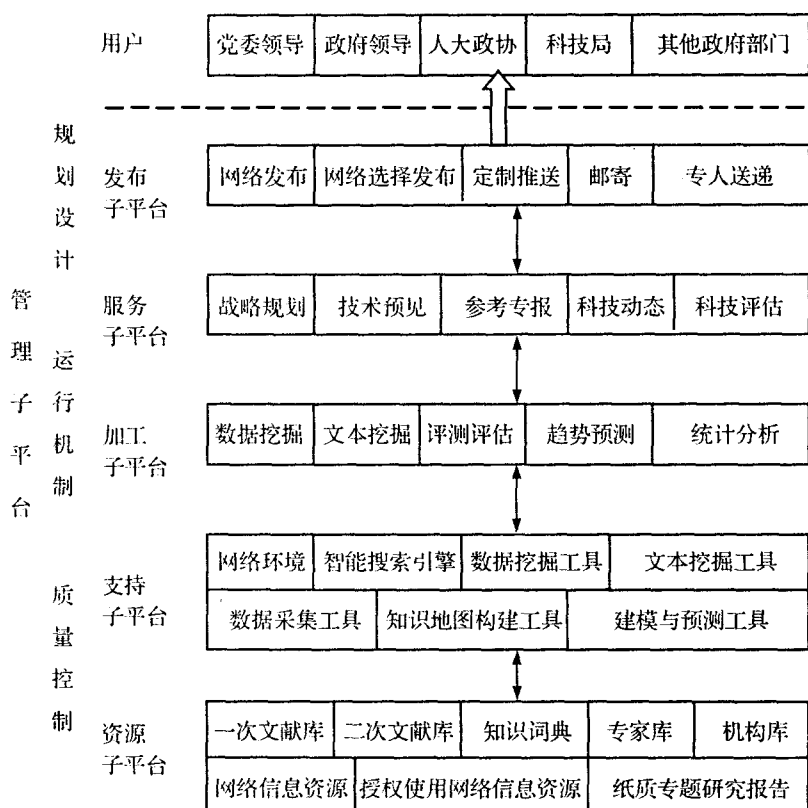 用户 党委领导 政府领导 人大政协 科技局 其他政府部门
规划设计
发布
子平台
网络发布 网络选择发布 定制推送 邮寄 专人送递
管理子平台
服务
子平台
战略规划 技术预见 参考专报 科技动态 科技评估
运行机制
加工
子平台
数据挖掘 文本挖掘 评测评估 趋势预测 统计分析
质量控制
支持
子平台
网络环境 智能搜索引擎 数据挖掘工具 文本挖掘工具
数据采集工具 知识地图构建工具 建模与预测工具
资源
子平台
一次文献库 二次文献库 知识词典 专家库 机构库
网络信息资源 授权使用网络信息资源 纸质专题研究报告